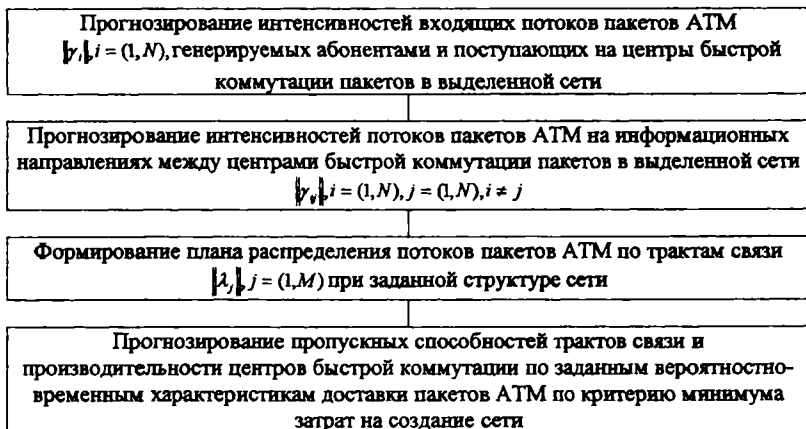 Прогнозирование интенсивностей входящих потоков пакетов АТМ
‖γᵢ‖, i = (1, N), генерируемых абонентами и поступающих на центры быстрой
коммутации пакетов в выделенной сети
Прогнозирование интенсивностей потоков пакетов АТМ на информационных
направлениях между центрами быстрой коммутации пакетов в выделенной сети
‖γᵢⱼ‖, i = (1, N), j = (1, N), i ≠ j
Формирование плана распределения потоков пакетов АТМ по трактам связи
‖λⱼ‖, j = (1, M) при заданной структуре сети
Прогнозирование пропускных способностей трактов связи и
производительности центров быстрой коммутации по заданным вероятностно-
временным характеристикам доставки пакетов АТМ по критерию минимума
затрат на создание сети